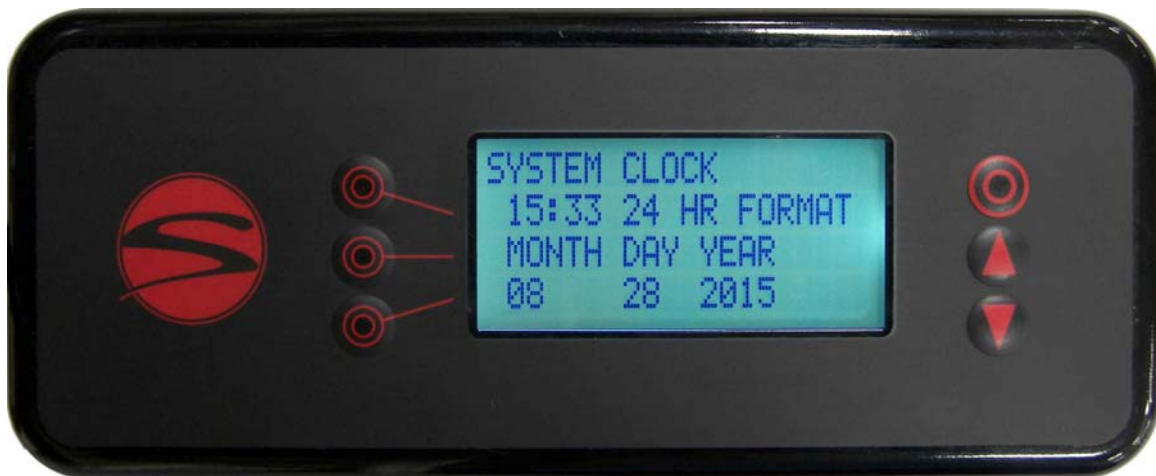 SYSTEM CLOCK
15:33 24 HR FORMAT
MONTH DAY YEAR
08 28 2015